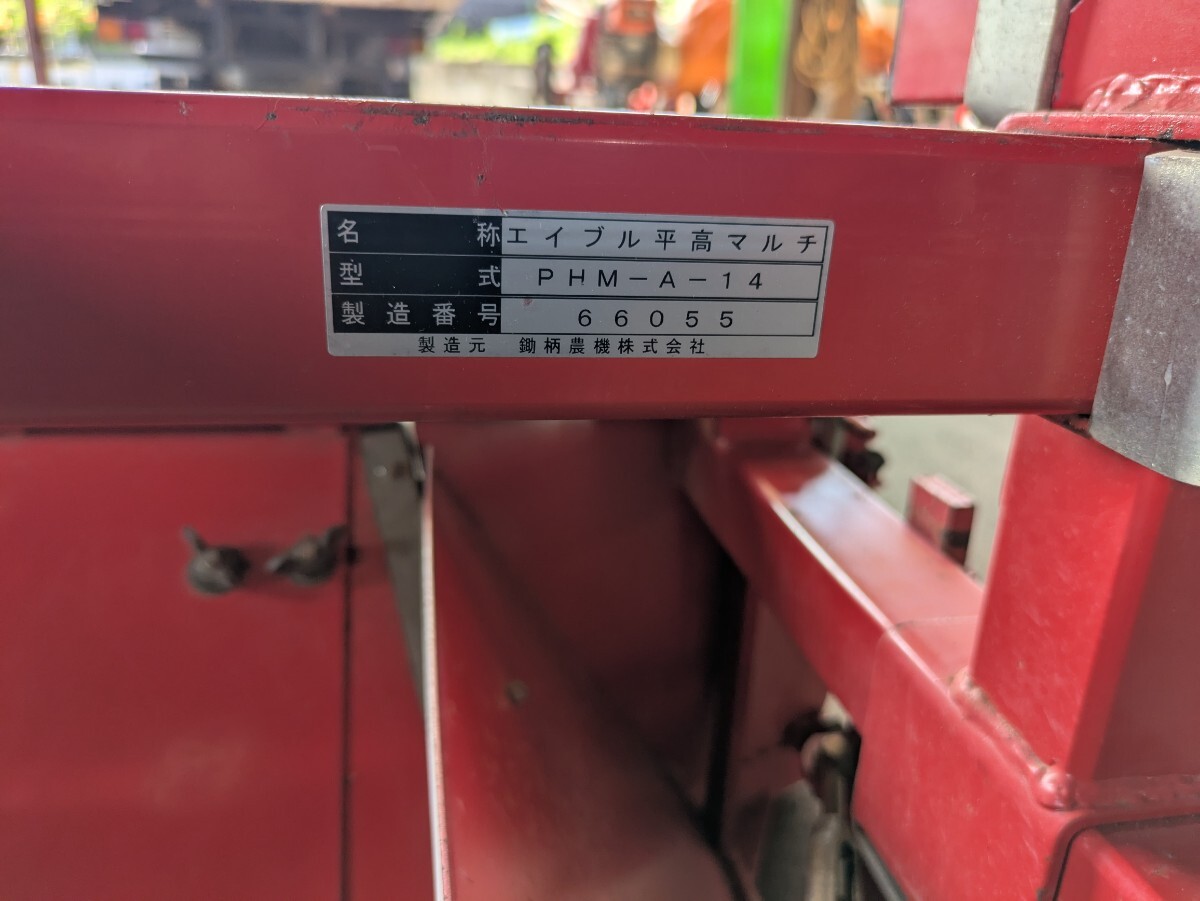 名称 エイブル平高マルチ
型式 PHM-A-14
製造番号 66055
製造元 鋤柄農機株式会社